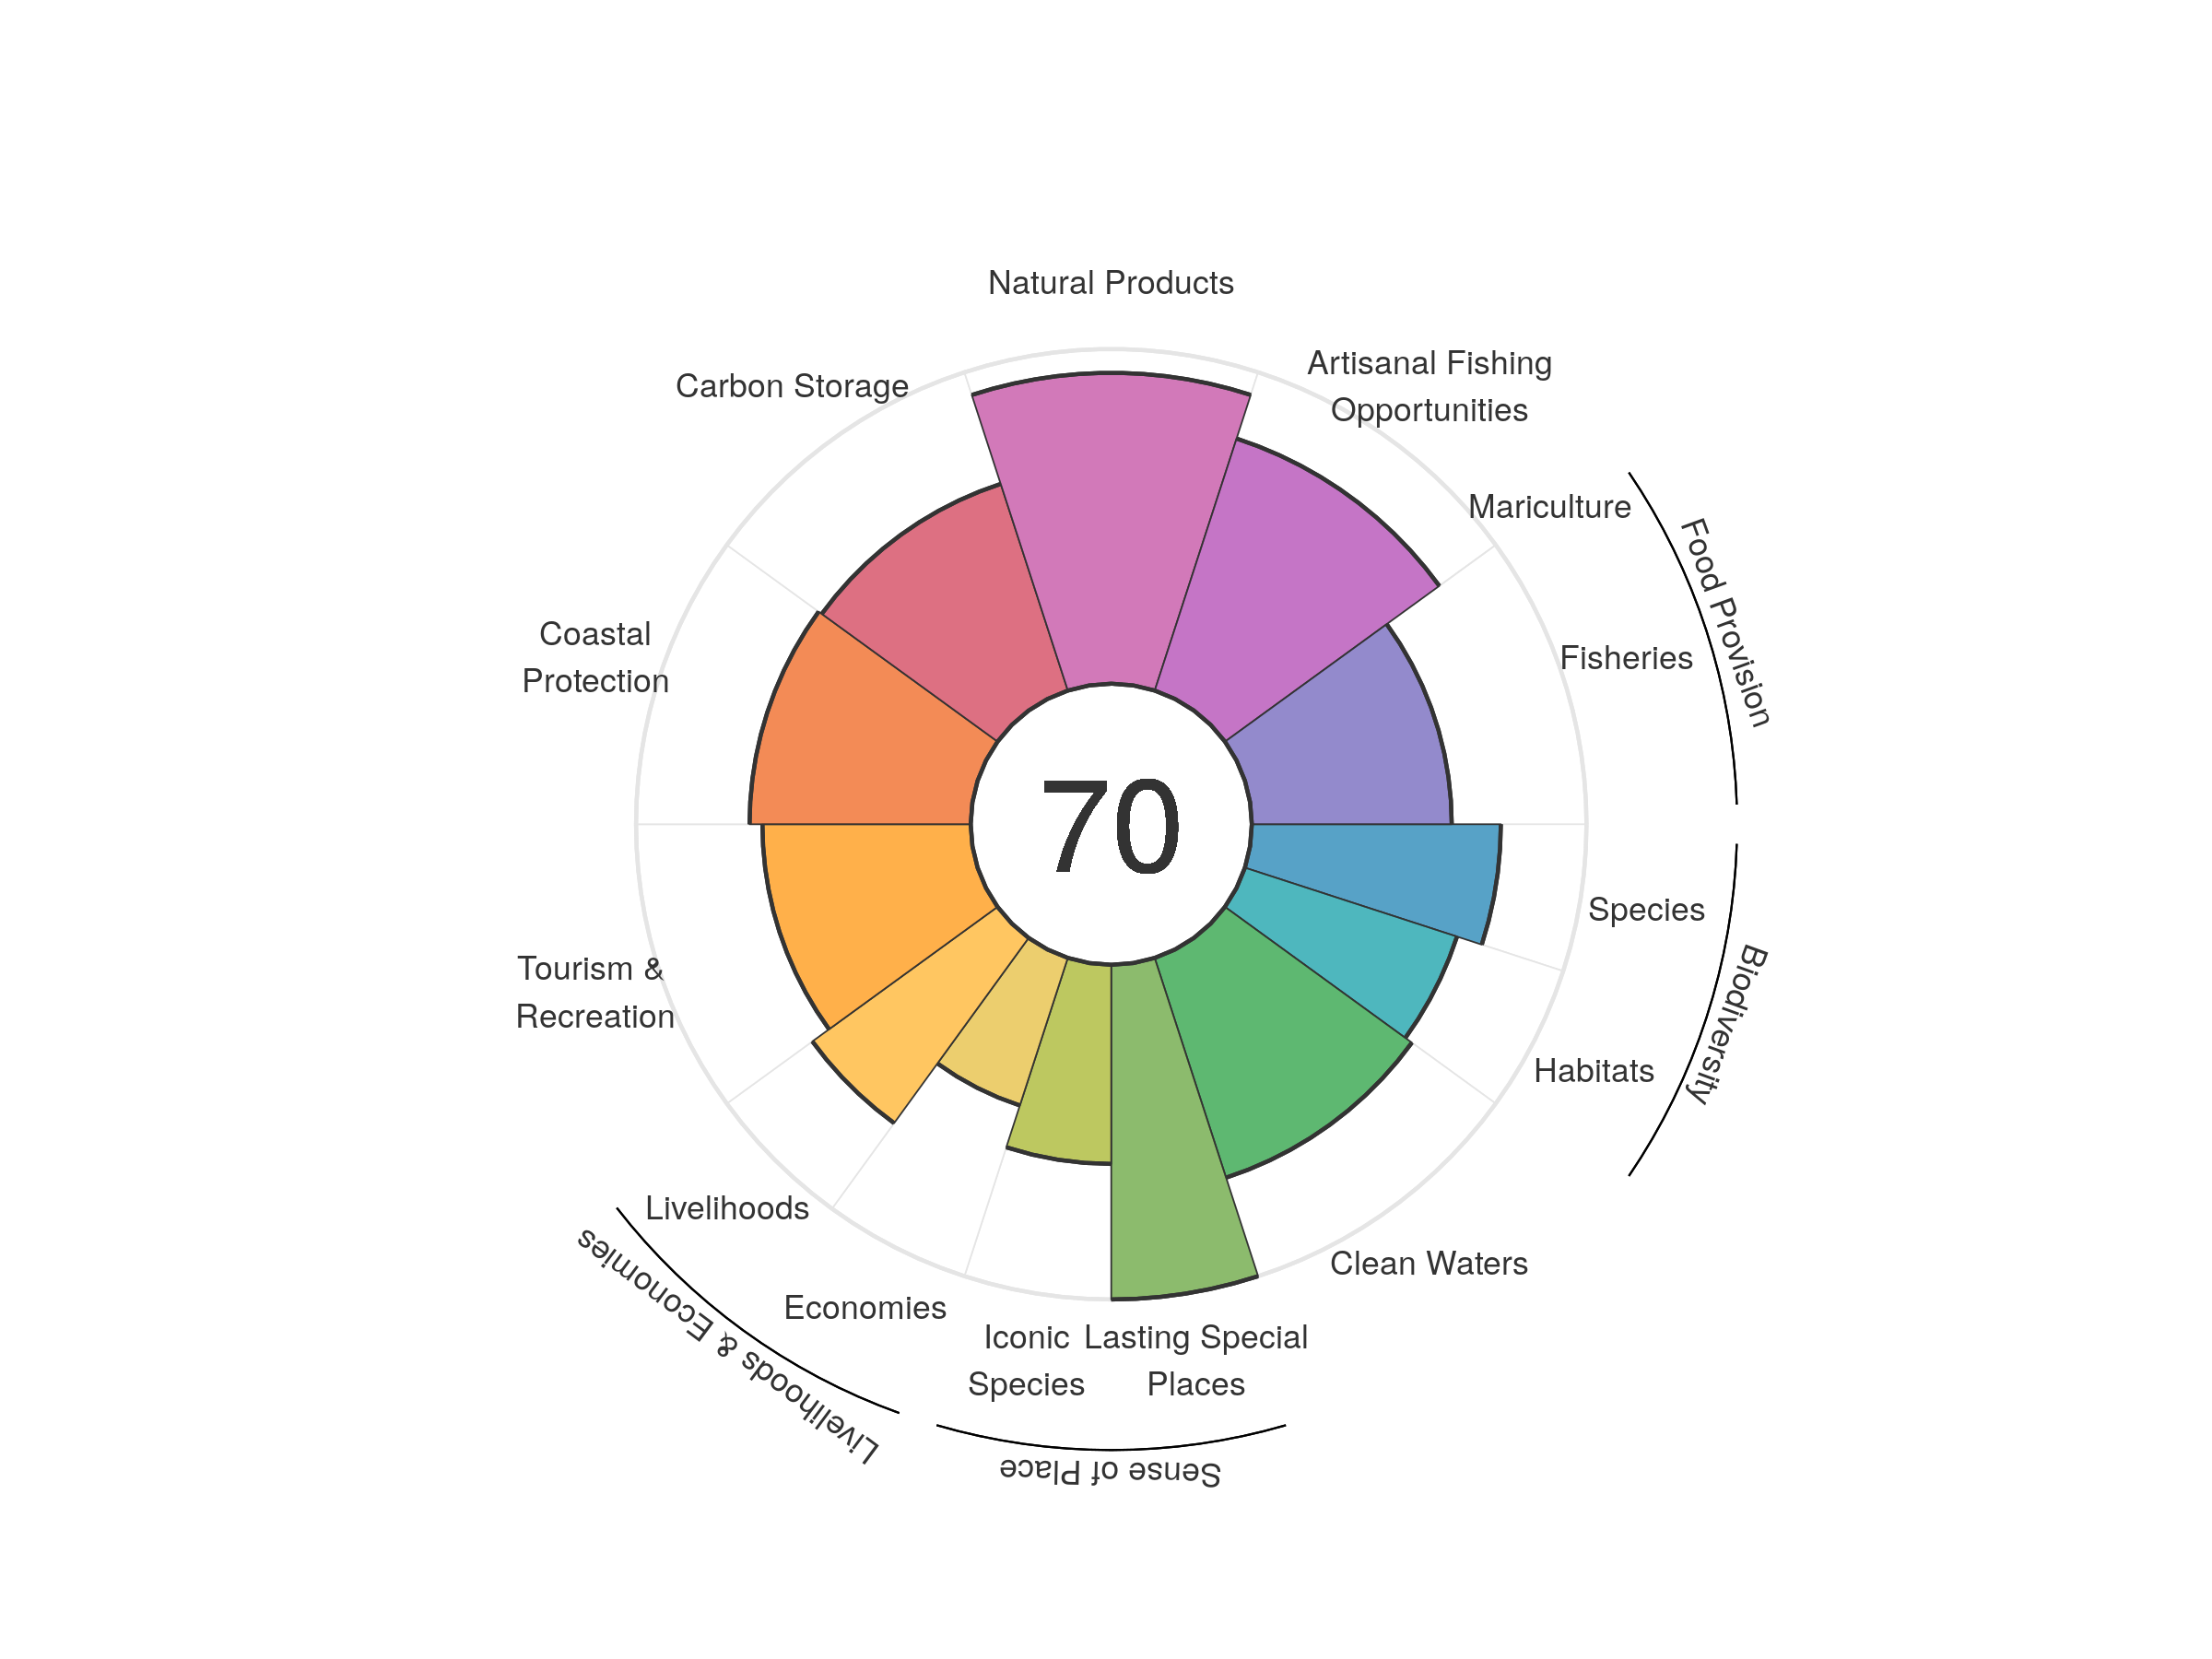 Natural Products
Artisanal Fishing
Opportunities
Carbon Storage
Mariculture
Food Provision
Coastal
Protection
Fisheries
70
Species
Biodiversity
Tourism &
Recreation
Habitats
Livelihoods
Livelihoods & Economies
Clean Waters
Economies
Iconic
Species
Lasting Special
Places
Sense of Place